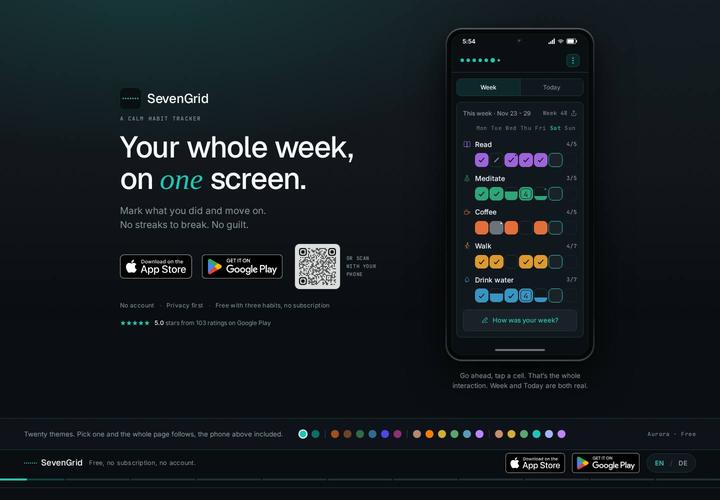 SevenGrid
A CALM HABIT TRACKER
Your whole week,
on one screen.
Mark what you did and move on.
No streaks to break. No guilt.
Download on the
App Store
GET IT ON
Google Play
OR SCAN
WITH YOUR
PHONE
No account · Privacy first · Free with three habits, no subscription
★★★★★ 5.0 stars from 103 ratings on Google Play
5:54
Week Today
This week · Nov 23 - 29 Week 48
Mon Tue Wed Thu Fri Sat Sun
Read 4/5
Meditate 3/5
4
Coffee 4/5
Walk 4/7
Drink water 3/7
4
How was your week?
Go ahead, tap a cell. That's the whole
interaction. Week and Today are both real.
Twenty themes. Pick one and the whole page follows, the phone above included. Aurora · Free
SevenGrid Free, no subscription, no account.
Download on the
App Store
GET IT ON
Google Play
EN / DE